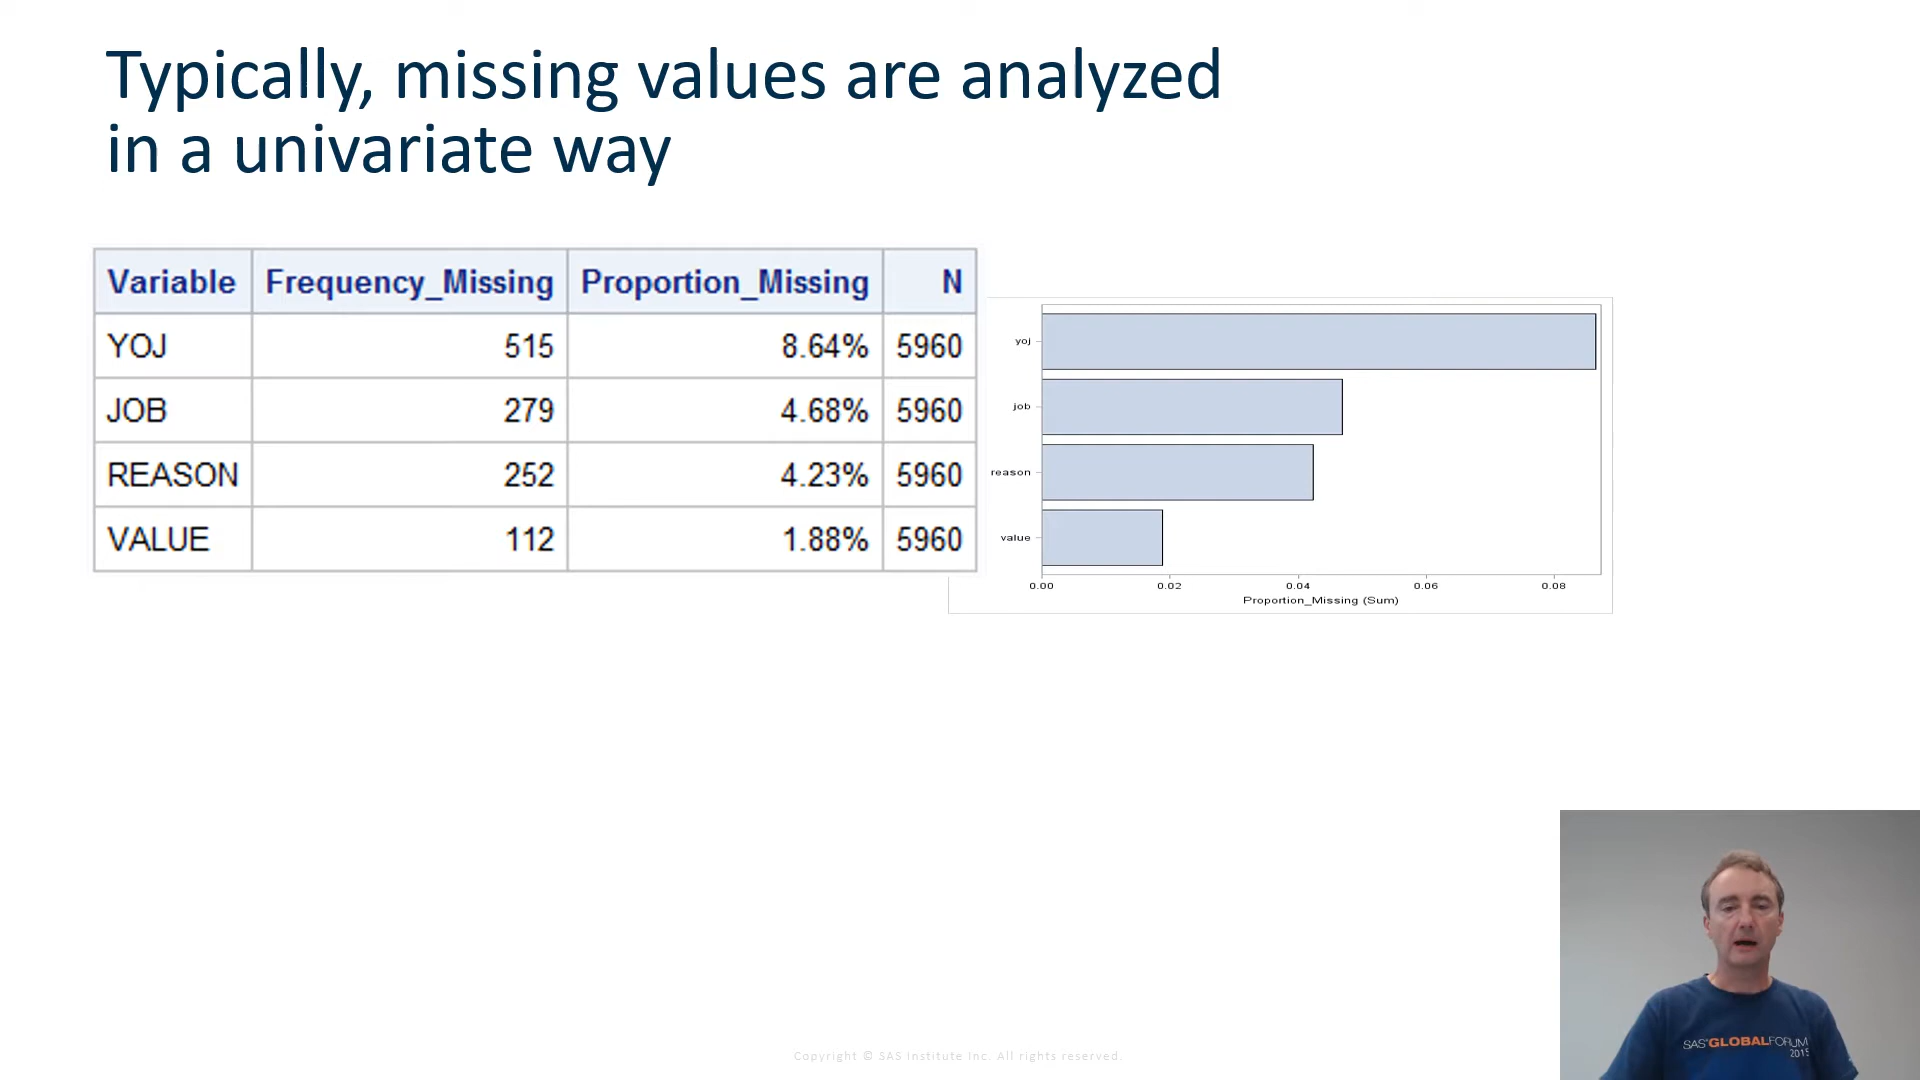 Typically, missing values are analyzed
in a univariate way
Variable Frequency_Missing Proportion_Missing N
YOJ 515 8.64% 5960
JOB 279 4.68% 5960
REASON 252 4.23% 5960
VALUE 112 1.88% 5960
yoj
job
reason
value
0.00 0.02 0.04 0.06 0.08
Proportion_Missing (Sum)
SAS® GLOBALFORUM
2015
Copyright © SAS Institute Inc. All rights reserved.